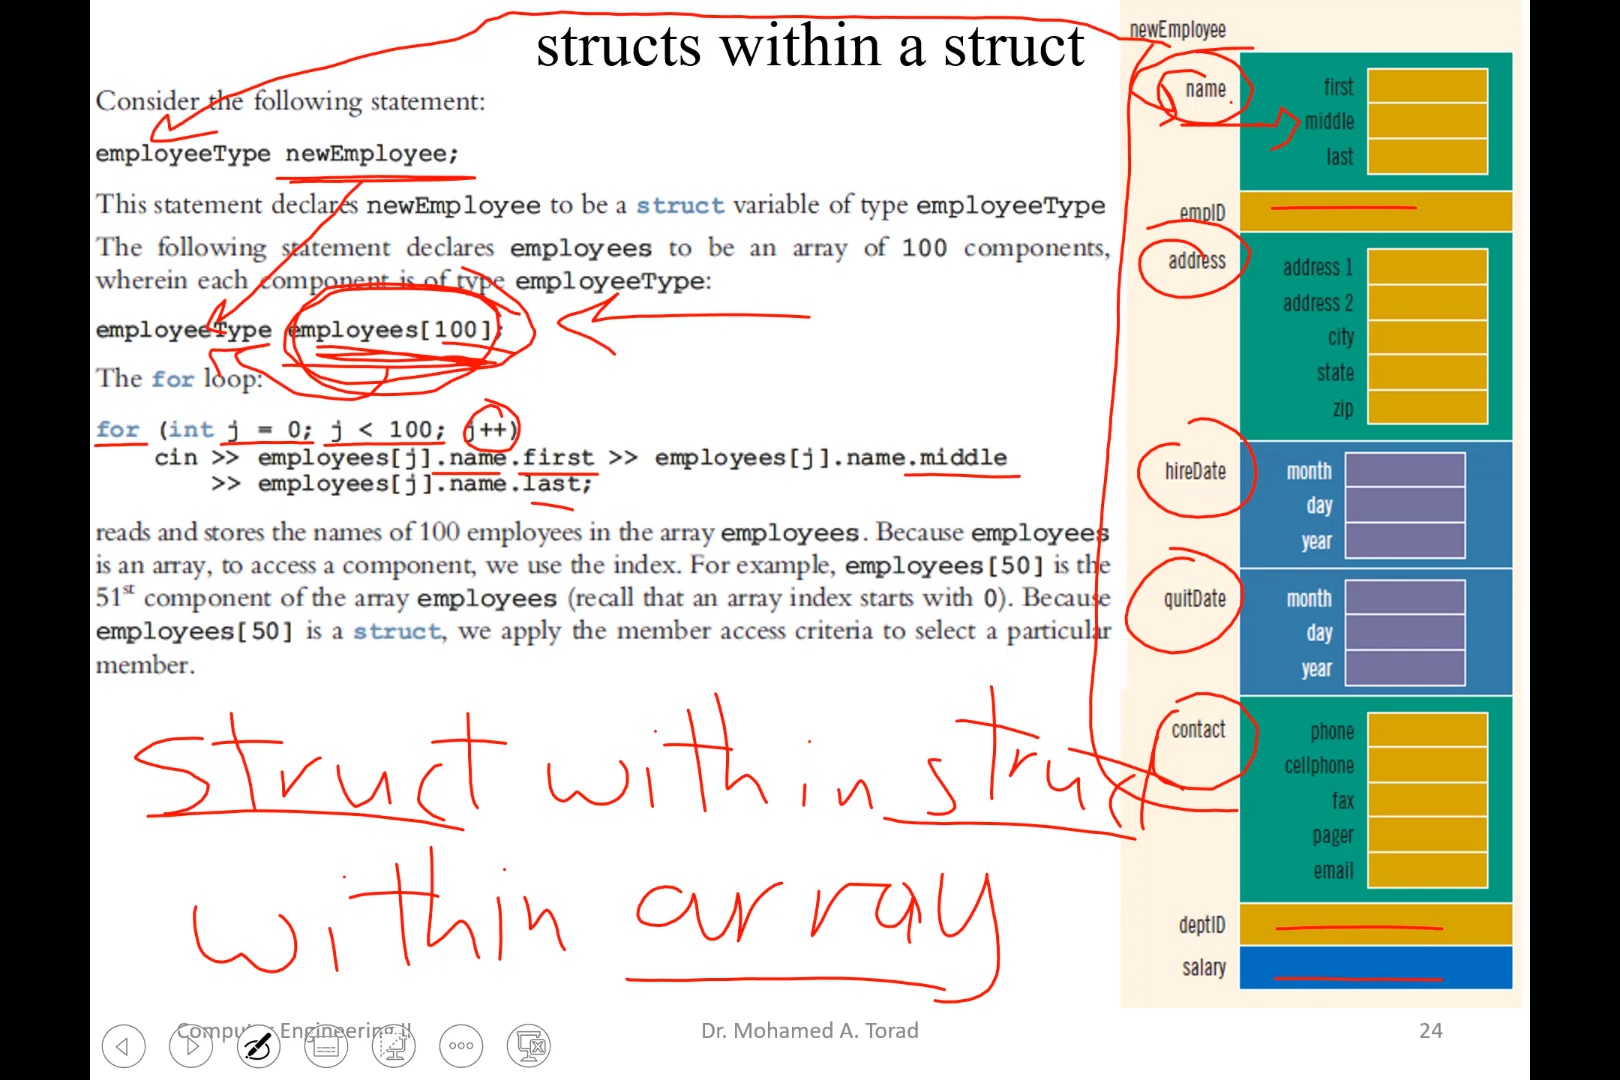 structs within a struct
Consider the following statement:
employeeType newEmployee;
This statement declares newEmployee to be a struct variable of type employeeType
The following statement declares employees to be an array of 100 components,
wherein each component is of type employeeType:
employeeType employees[100];
The for loop:
for (int j = 0; j < 100; j++)
cin >> employees[j].name.first >> employees[j].name.middle
>> employees[j].name.last;
reads and stores the names of 100 employees in the array employees. Because employees
is an array, to access a component, we use the index. For example, employees[50] is the
51st component of the array employees (recall that an array index starts with 0). Because
employees[50] is a struct, we apply the member access criteria to select a particular
member.
struct within struct
within array
newEmployee
name
first
middle
last
empID
address
address 1
address 2
city
state
zip
hireDate
month
day
year
quitDate
month
day
year
contact
phone
cellphone
fax
pager
email
deptID
salary
Computer Engineering II
Dr. Mohamed A. Torad
24